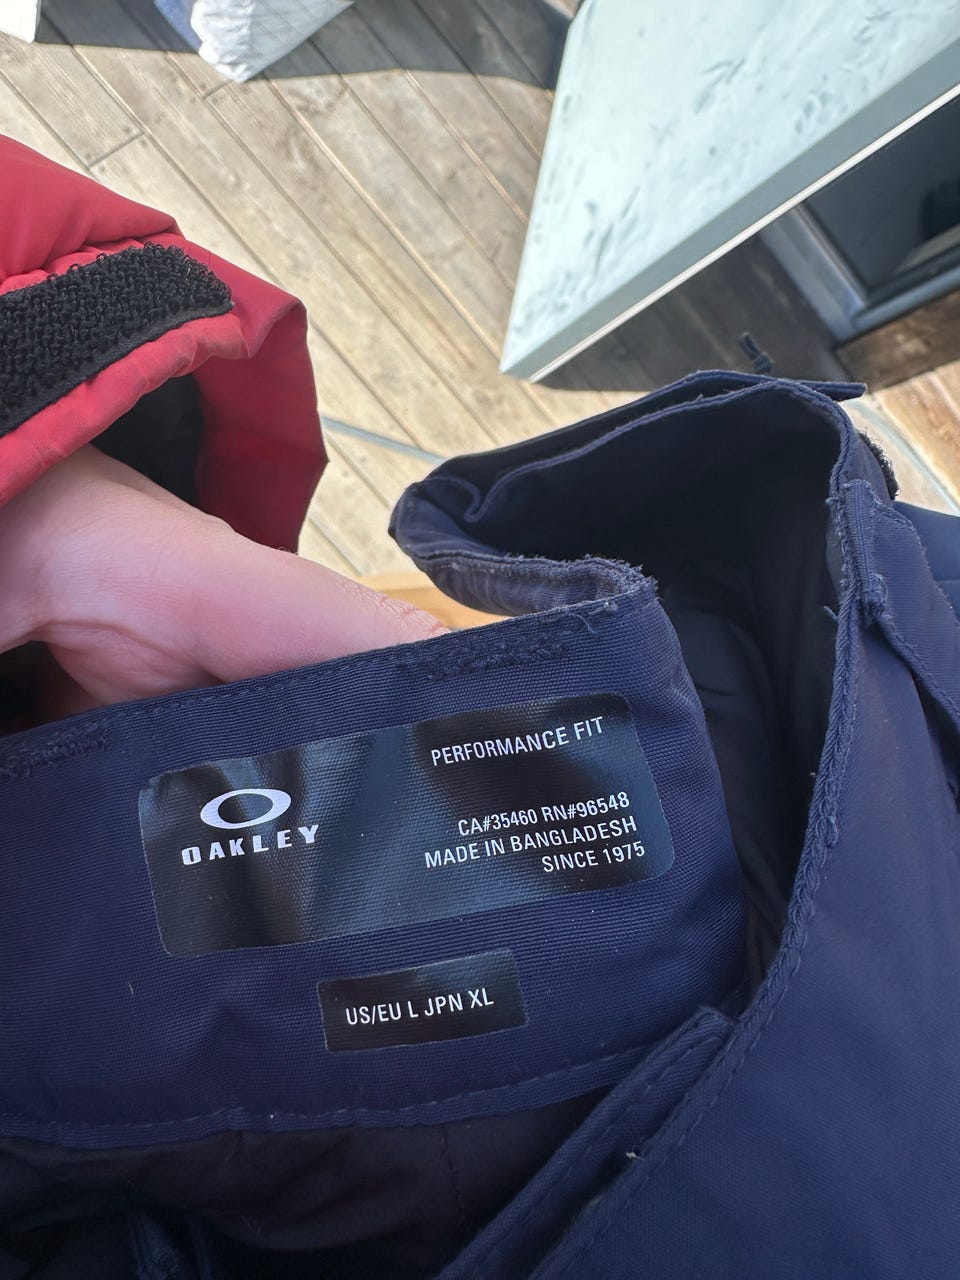 PERFORMANCE FIT
OAKLEY
CA#35460 RN#96548
MADE IN BANGLADESH
SINCE 1975
US/EU L JPN XL